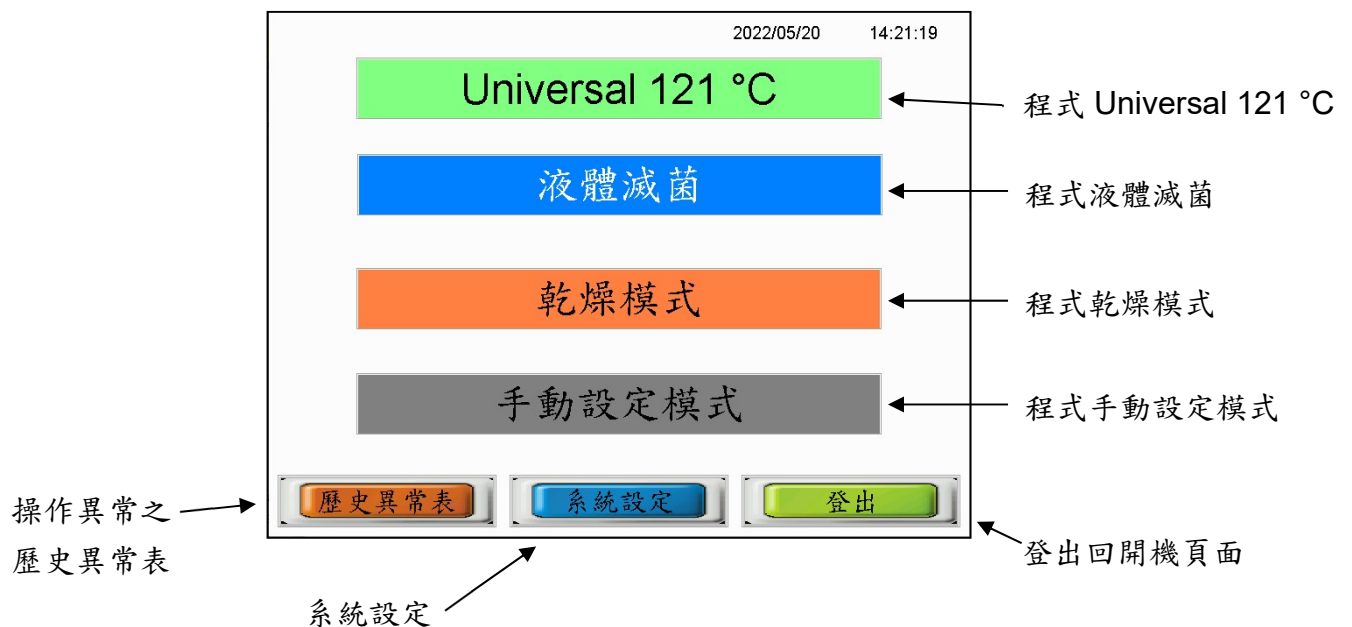 2022/05/20 14:21:19
Universal 121 °C
程式 Universal 121 °C
液體滅菌
程式液體滅菌
乾燥模式
程式乾燥模式
手動設定模式
程式手動設定模式
歷史異常表
系統設定
登出
操作異常之
歷史異常表
登出回開機頁面
系統設定